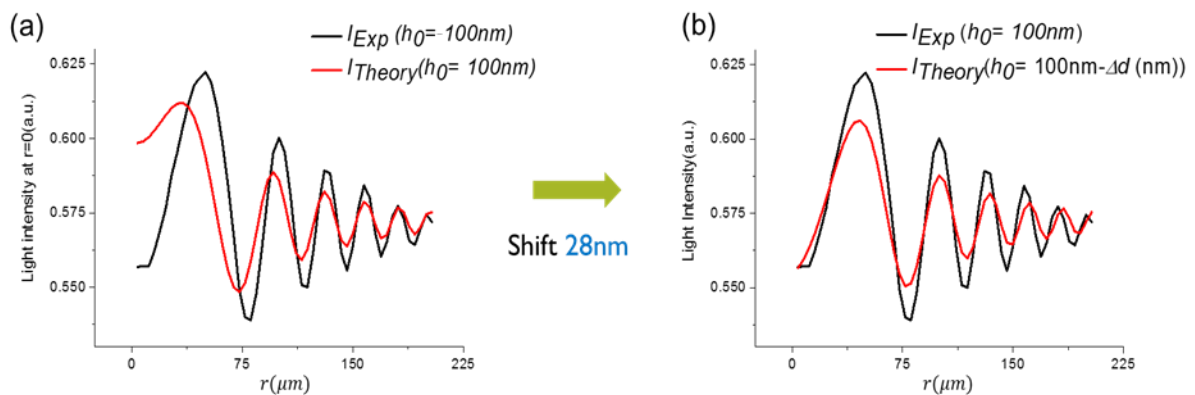 (a)
I_Exp (h0=-100nm)
I_Theory(h0= 100nm)
Light intensity at r=0(a.u.)
0.625
0.600
0.575
0.550
0
75
150
225
r(μm)
Shift 28nm
(b)
I_Exp (h0= 100nm)
I_Theory(h0= 100nm-Δd (nm))
Light Intensity(a.u.)
0.625
0.600
0.575
0.550
0
75
150
225
r(μm)